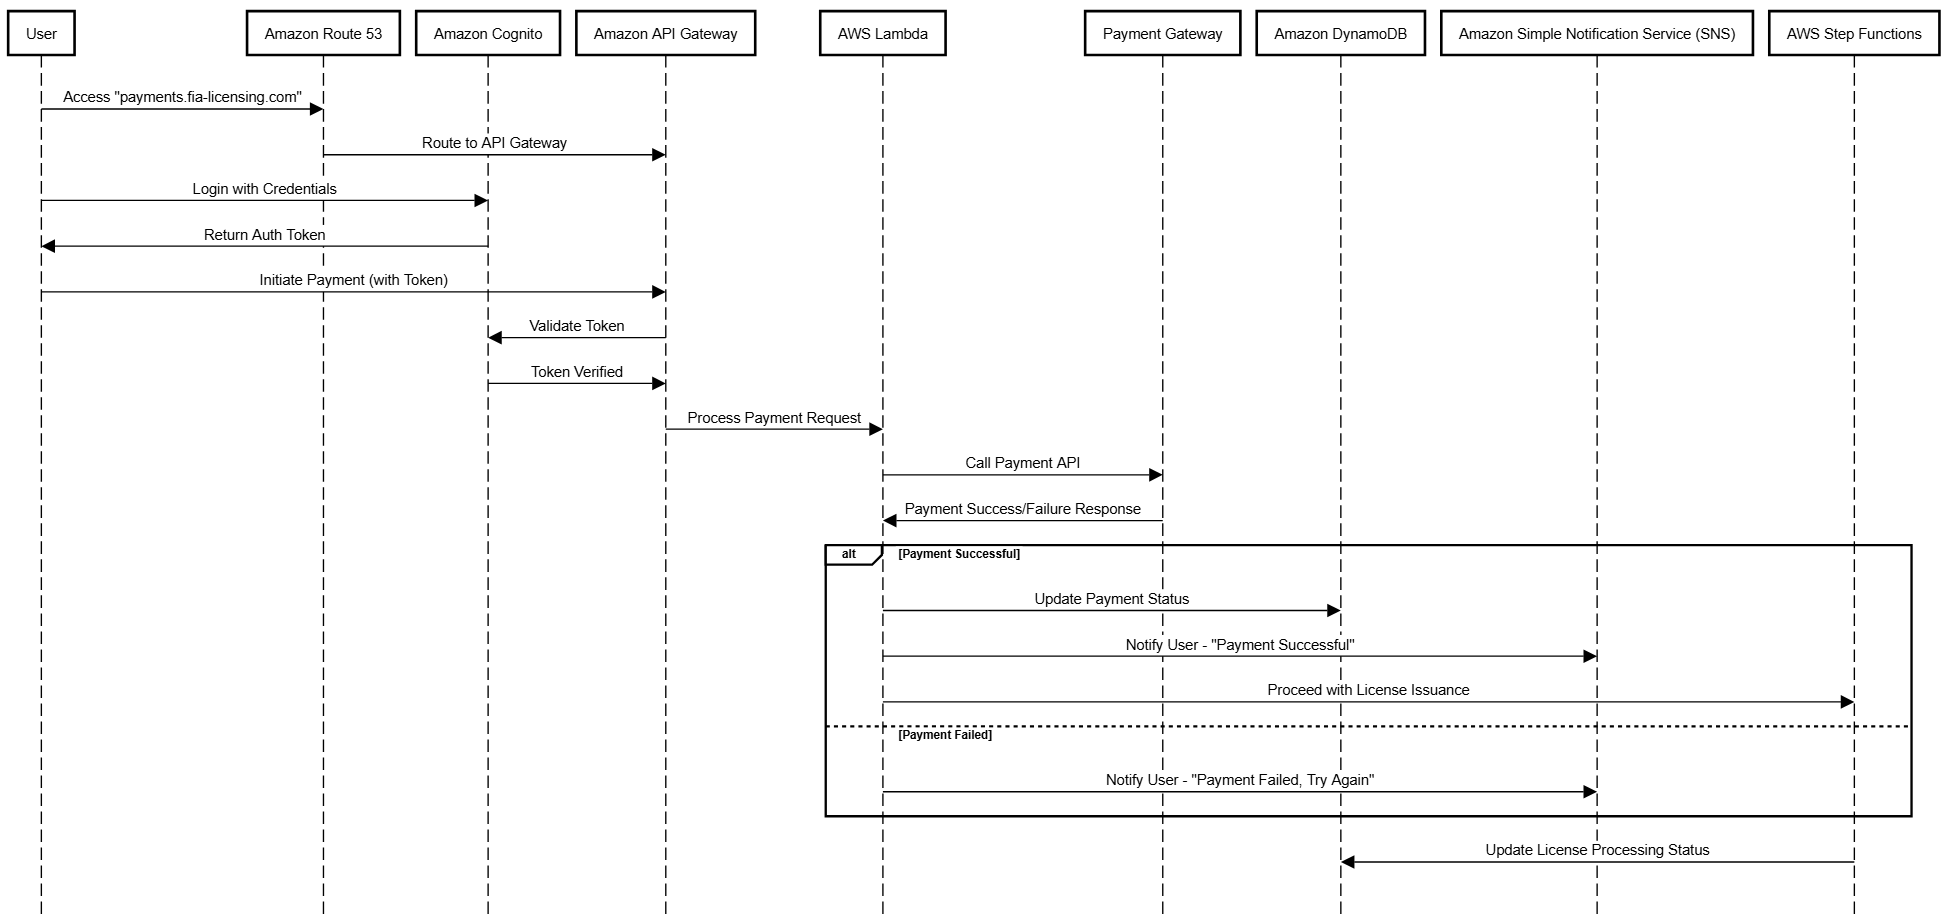 User
Amazon Route 53
Amazon Cognito
Amazon API Gateway
AWS Lambda
Payment Gateway
Amazon DynamoDB
Amazon Simple Notification Service (SNS)
AWS Step Functions
Access "payments.fia-licensing.com"
Route to API Gateway
Login with Credentials
Return Auth Token
Initiate Payment (with Token)
Validate Token
Token Verified
Process Payment Request
Call Payment API
Payment Success/Failure Response
alt
[Payment Successful]
Update Payment Status
Notify User - "Payment Successful"
Proceed with License Issuance
[Payment Failed]
Notify User - "Payment Failed, Try Again"
Update License Processing Status